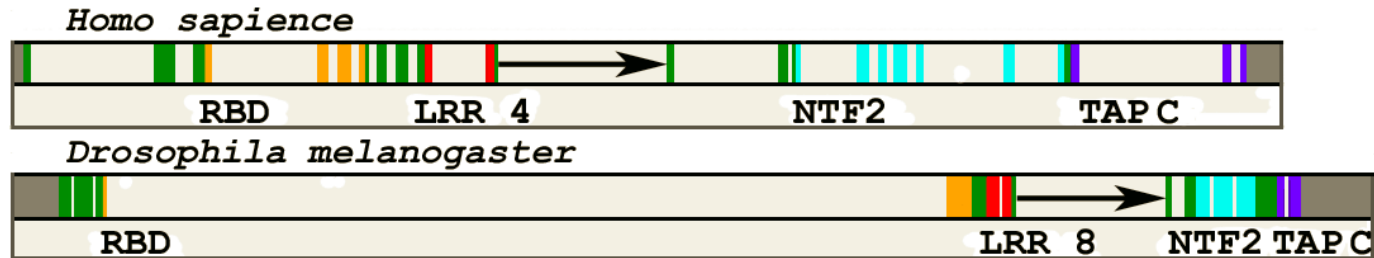 Homo sapience
RBD LRR 4 NTF2 TAP C
Drosophila melanogaster
RBD LRR 8 NTF2 TAP C